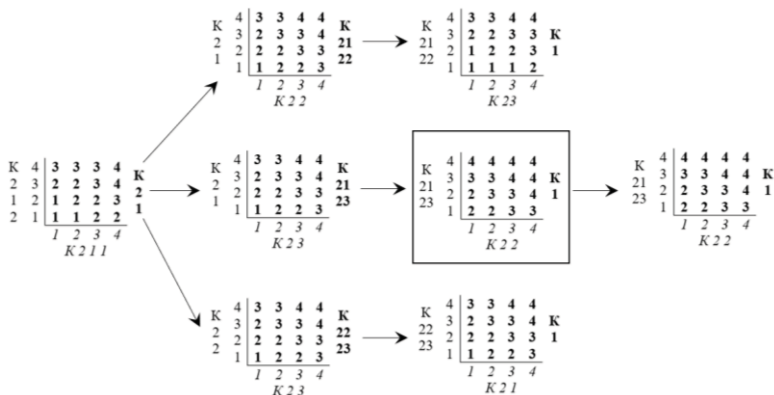 K
2
1
4 3 3 4 4
3 2 3 3 4
2 2 2 3 3
1 1 2 2 3
1 2 3 4
K 2 2
K
21
22
K
21
22
4 3 3 4 4
3 2 2 3 3
2 1 2 2 3
1 1 1 1 2
1 2 3 4
K 23
K
1
K 4 3 3 3 4
2 3 2 2 3 4
1 2 1 2 2 3
2 1 1 1 2 2
1 2 3 4
K 2 1 1
K
2
1
K
2
1
4 3 3 4 4
3 2 3 3 4
2 2 2 3 3
1 1 2 2 3
1 2 3 4
K 2 3
K
21
23
K
21
23
4 4 4 4 4
3 3 3 4 4
2 2 3 3 4
1 2 2 3 3
1 2 3 4
K 2 2
K
1
K
21
23
4 4 4 4 4
3 3 3 4 4
2 2 3 3 4
1 2 2 3 3
1 2 3 4
K 2 2
K
1
K
2
2
4 3 3 4 4
3 2 3 3 4
2 2 2 3 3
1 1 2 2 3
1 2 3 4
K 2 3
K
22
23
K
22
23
4 3 3 4 4
3 2 3 3 4
2 2 2 3 3
1 1 2 2 3
1 2 3 4
K 2 1
K
1